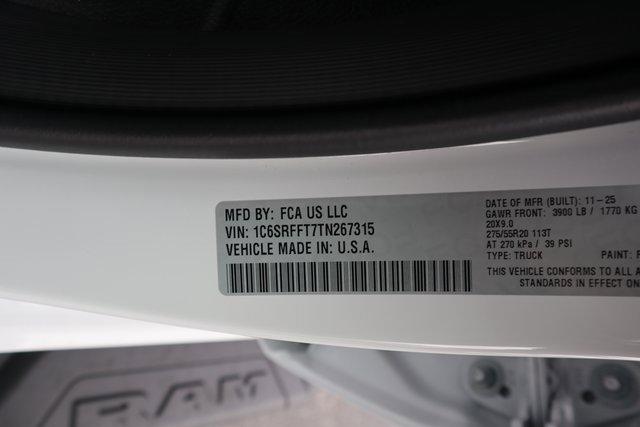 MFD BY: FCA US LLC
VIN: 1C6SRFFT7TN267315
VEHICLE MADE IN U.S.A.
DATE OF MFR (BUILT): 11-25
GAWR FRONT: 3900 LB / 1770 KG
20X9.0
275/55R20 113T
AT 270 kPa / 39 PSI
TYPE: TRUCK PAINT:
THIS VEHICLE CONFORMS TO ALL
STANDARDS IN EFFECT ON
RAM